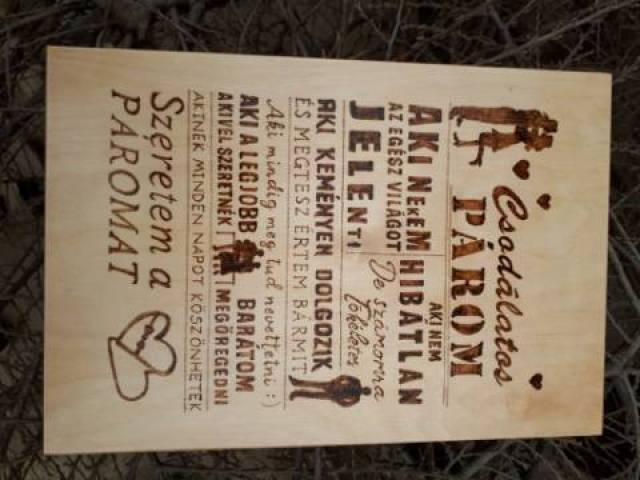 Csodálatos
PÁROM
AKI NEKEM
AZ EGÉSZ VILÁGOT
JELENTI
AKI NEM
HIBÁTLAN
De számomra
tökéletes
AKI KEMÉNYEN DOLGOZIK
ÉS MEGTESZ ÉRTEM BÁRMIT
Aki mindig meg tud nevettetni :)
AKI A LEGJOBB BARÁTOM
AKIVEL SZERETNÉK MEGÖREGEDNI
AKINEK MINDEN NAPOT KÖSZÖNHETEK
Szeretem a
PÁROMAT